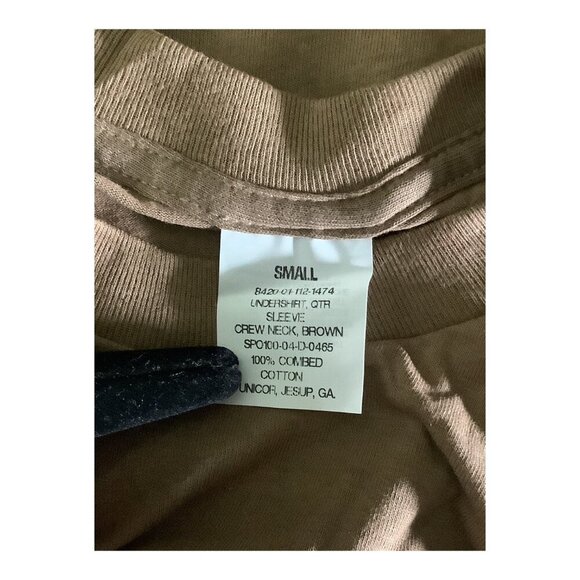 SMALL
8420-01-112-1474
UNDERSHIRT, QTR
SLEEVE
CREW NECK, BROWN
SPO100-04-D-0465
100% COMBED
COTTON
UNICOR, JESUP, GA.